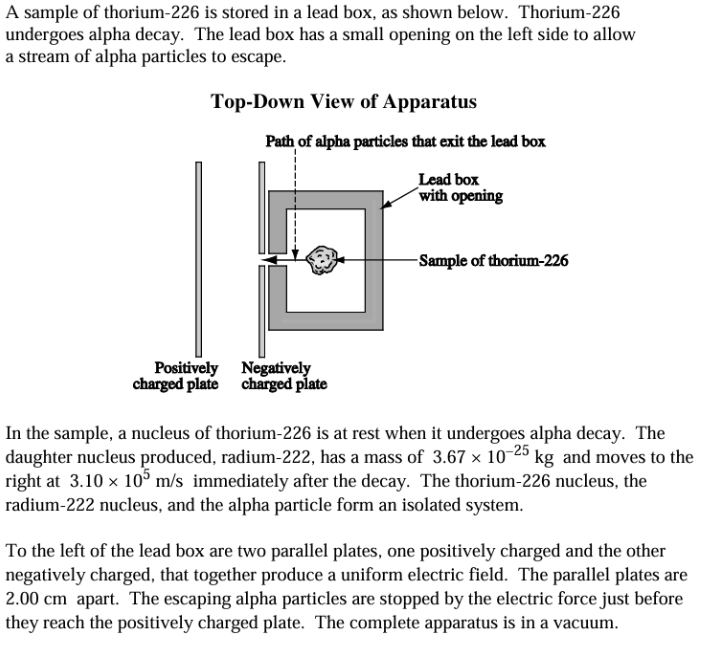 A sample of thorium-226 is stored in a lead box, as shown below. Thorium-226
undergoes alpha decay. The lead box has a small opening on the left side to allow
a stream of alpha particles to escape.
Top-Down View of Apparatus
Path of alpha particles that exit the lead box
Lead box
with opening
Sample of thorium-226
Positively
charged plate
Negatively
charged plate
In the sample, a nucleus of thorium-226 is at rest when it undergoes alpha decay. The
daughter nucleus produced, radium-222, has a mass of 3.67 × 10⁻²⁵ kg and moves to the
right at 3.10 × 10⁵ m/s immediately after the decay. The thorium-226 nucleus, the
radium-222 nucleus, and the alpha particle form an isolated system.
To the left of the lead box are two parallel plates, one positively charged and the other
negatively charged, that together produce a uniform electric field. The parallel plates are
2.00 cm apart. The escaping alpha particles are stopped by the electric force just before
they reach the positively charged plate. The complete apparatus is in a vacuum.